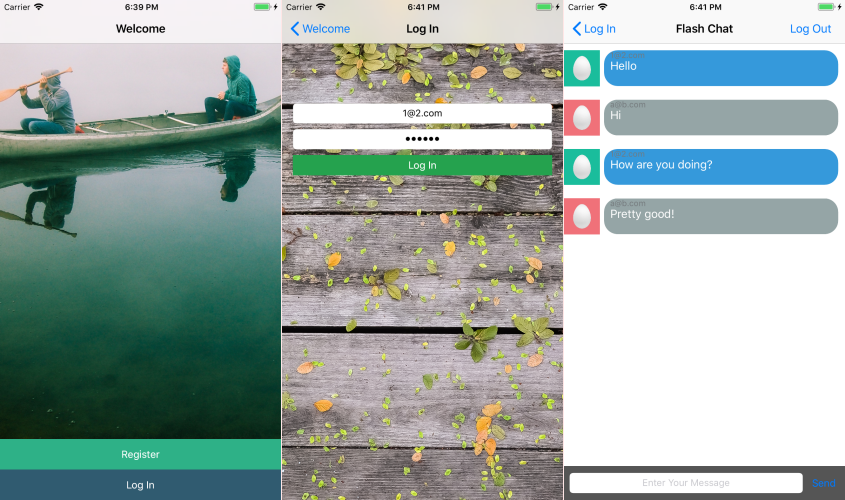 Carrier 6:39 PM
Welcome
Register
Log In
Carrier 6:41 PM
Welcome Log In
1@2.com
Log In
Carrier 6:41 PM
Log In Flash Chat Log Out
Hello
a@b.com
Hi
How are you doing?
a@b.com
Pretty good!
Enter Your Message Send